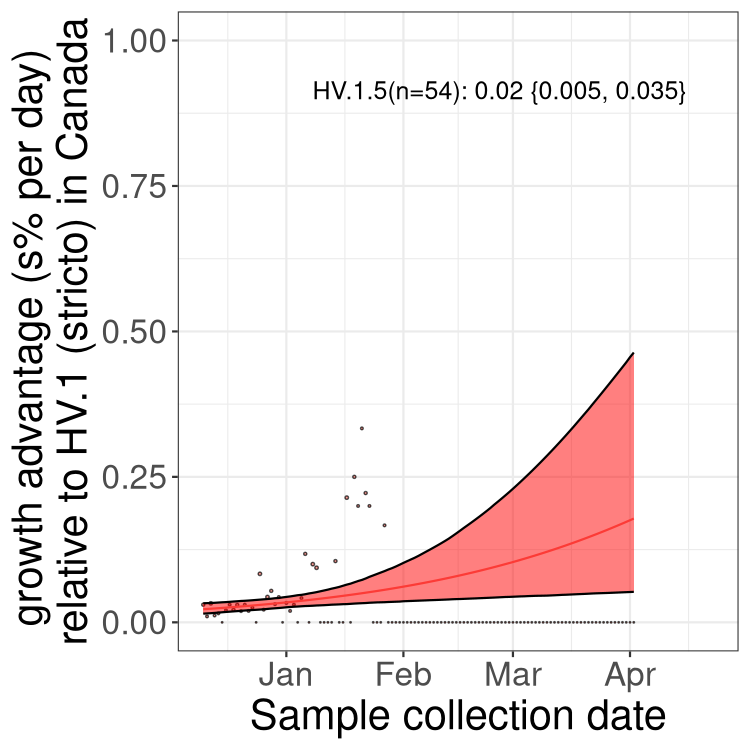 growth advantage (s% per day)
relative to HV.1 (stricto) in Canada
1.00
0.75
0.50
0.25
0.00
HV.1.5(n=54): 0.02 {0.005, 0.035}
Jan Feb Mar Apr
Sample collection date